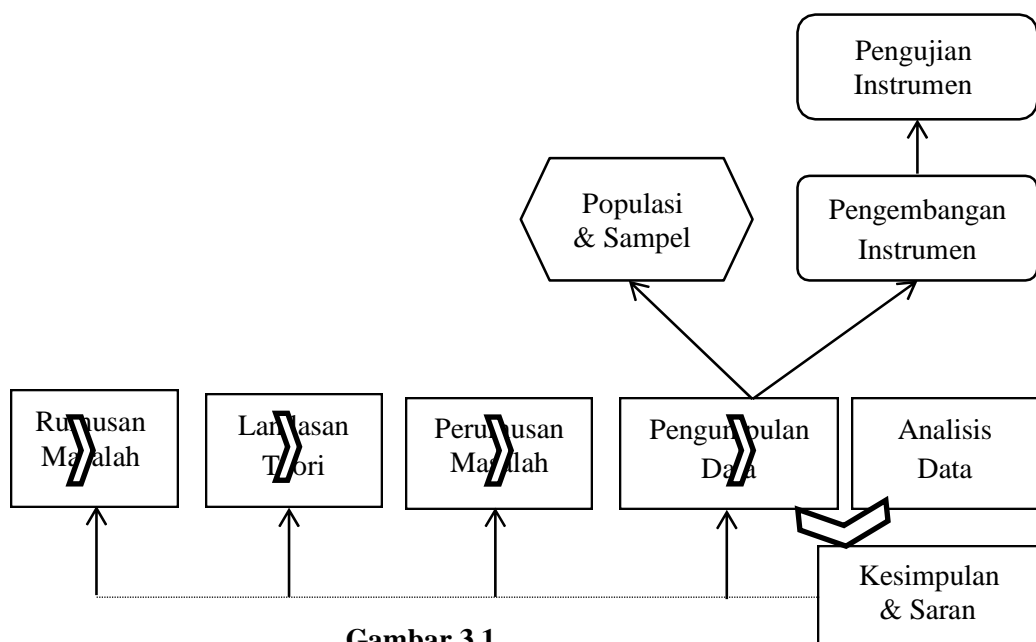 Pengujian
Instrumen
Populasi
& Sampel
Pengembangan
Instrumen
Rumusan
Masalah
Landasan
Teori
Perumusan
Masalah
Pengumpulan
Data
Analisis
Data
Kesimpulan
& Saran
Gambar 3.1